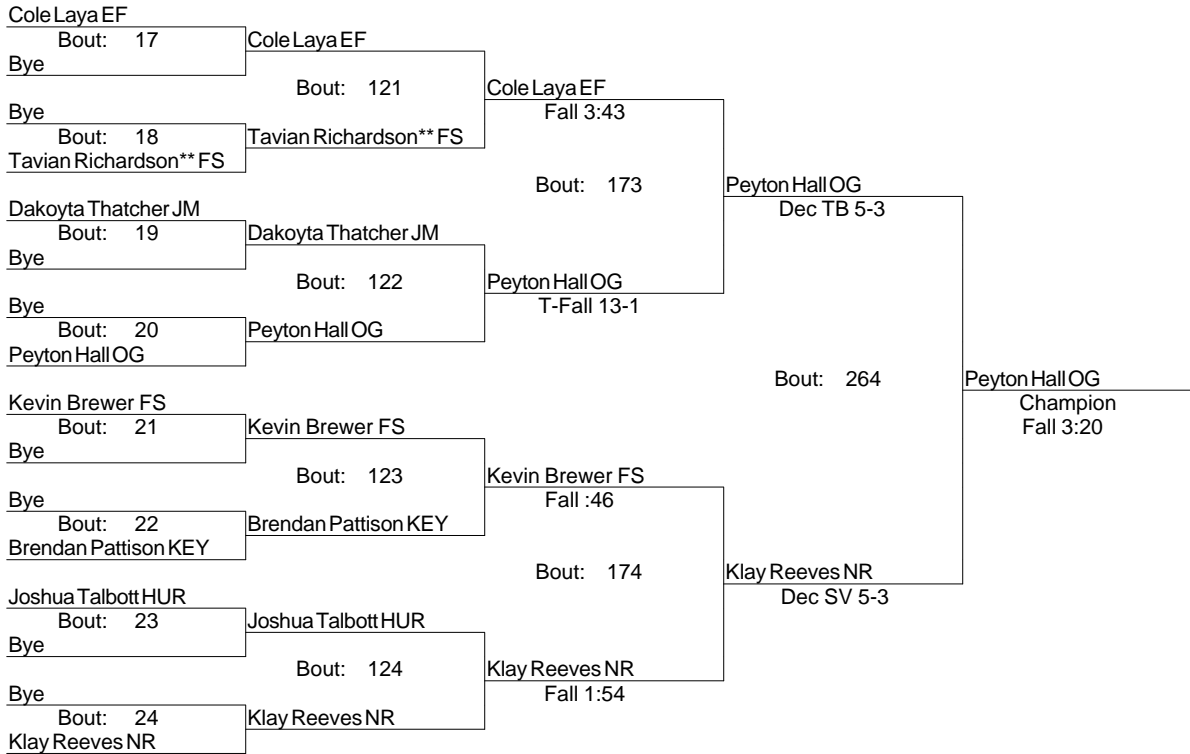 Cole Laya EF
Bout: 17
Cole Laya EF
Bye
Bout: 121
Cole Laya EF
Bye
Fall 3:43
Bout: 18
Tavian Richardson** FS
Tavian Richardson** FS
Bout: 173
Peyton Hall OG
Dakoyta Thatcher JM
Dec TB 5-3
Bout: 19
Dakoyta Thatcher JM
Bye
Bout: 122
Peyton Hall OG
Bye
T-Fall 13-1
Bout: 20
Peyton Hall OG
Peyton Hall OG
Bout: 264
Peyton Hall OG
Kevin Brewer FS
Champion
Bout: 21
Kevin Brewer FS
Fall 3:20
Bye
Bout: 123
Kevin Brewer FS
Bye
Fall :46
Bout: 22
Brendan Pattison KEY
Brendan Pattison KEY
Bout: 174
Klay Reeves NR
Joshua Talbott HUR
Dec SV 5-3
Bout: 23
Joshua Talbott HUR
Bye
Bout: 124
Klay Reeves NR
Bye
Fall 1:54
Bout: 24
Klay Reeves NR
Klay Reeves NR